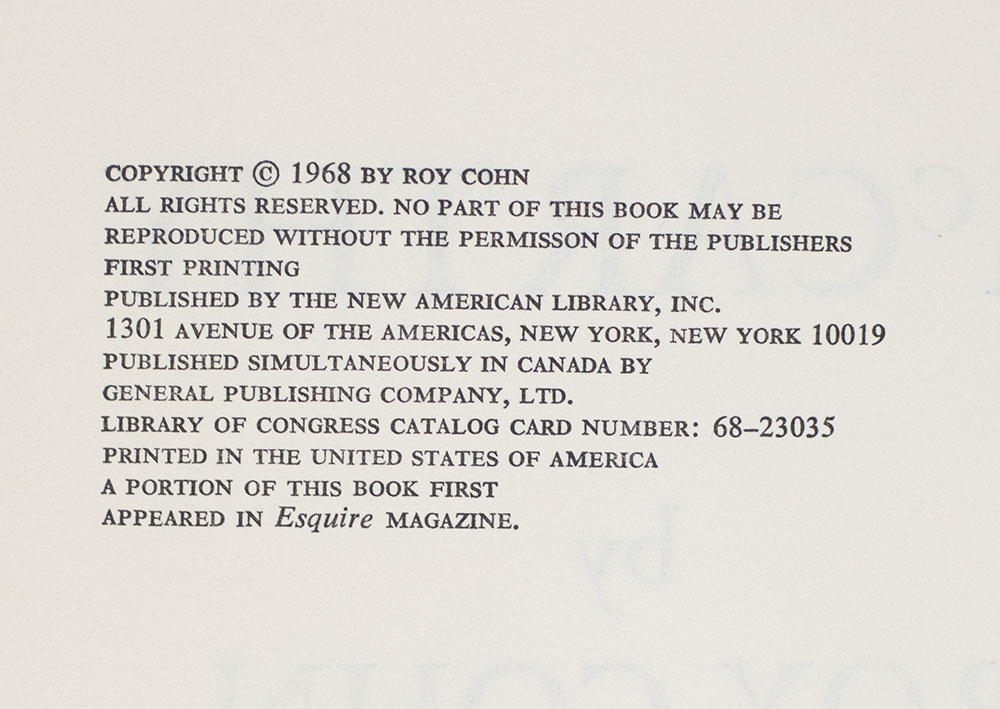 COPYRIGHT © 1968 BY ROY COHN
ALL RIGHTS RESERVED. NO PART OF THIS BOOK MAY BE
REPRODUCED WITHOUT THE PERMISSON OF THE PUBLISHERS
FIRST PRINTING
PUBLISHED BY THE NEW AMERICAN LIBRARY, INC.
1301 AVENUE OF THE AMERICAS, NEW YORK, NEW YORK 10019
PUBLISHED SIMULTANEOUSLY IN CANADA BY
GENERAL PUBLISHING COMPANY, LTD.
LIBRARY OF CONGRESS CATALOG CARD NUMBER: 68–23035
PRINTED IN THE UNITED STATES OF AMERICA
A PORTION OF THIS BOOK FIRST
APPEARED IN Esquire MAGAZINE.
by
ROY COHN